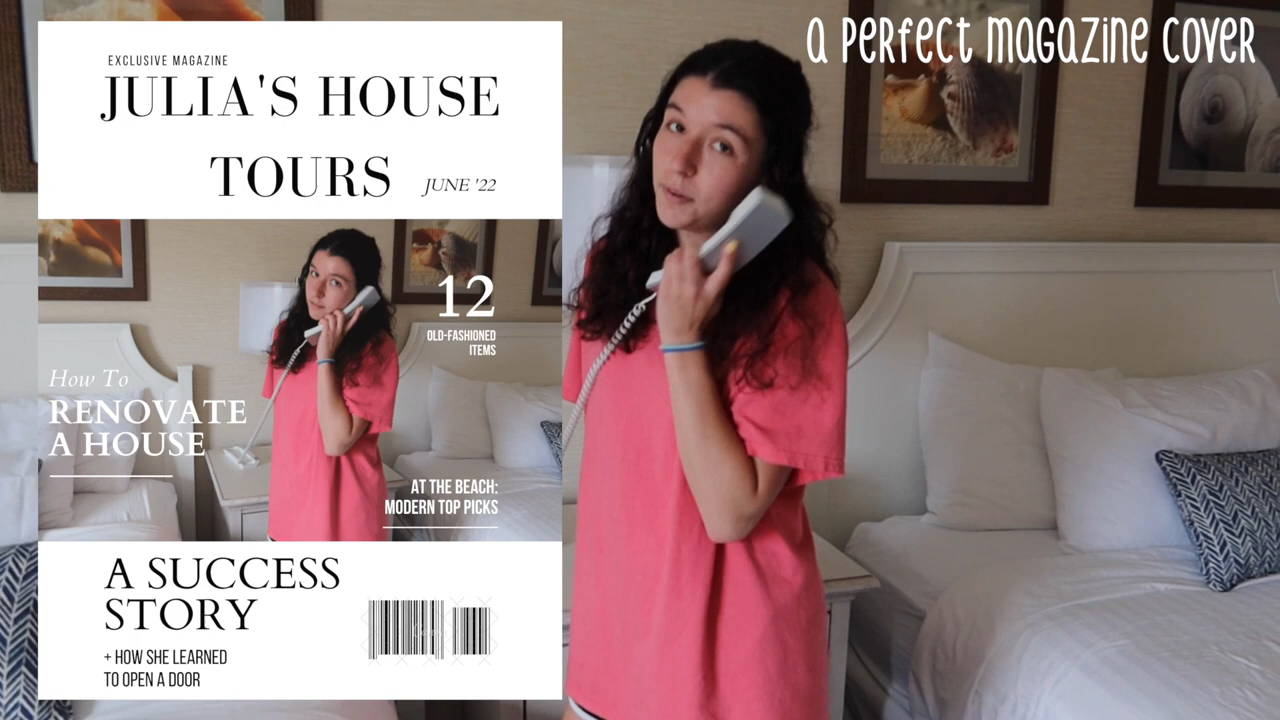 a perfect magazine cover
EXCLUSIVE MAGAZINE
JULIA'S HOUSE
TOURS
JUNE '22
12
OLD-FASHIONED
ITEMS
How To
RENOVATE
A HOUSE
AT THE BEACH:
MODERN TOP PICKS
A SUCCESS
STORY
+ HOW SHE LEARNED
TO OPEN A DOOR